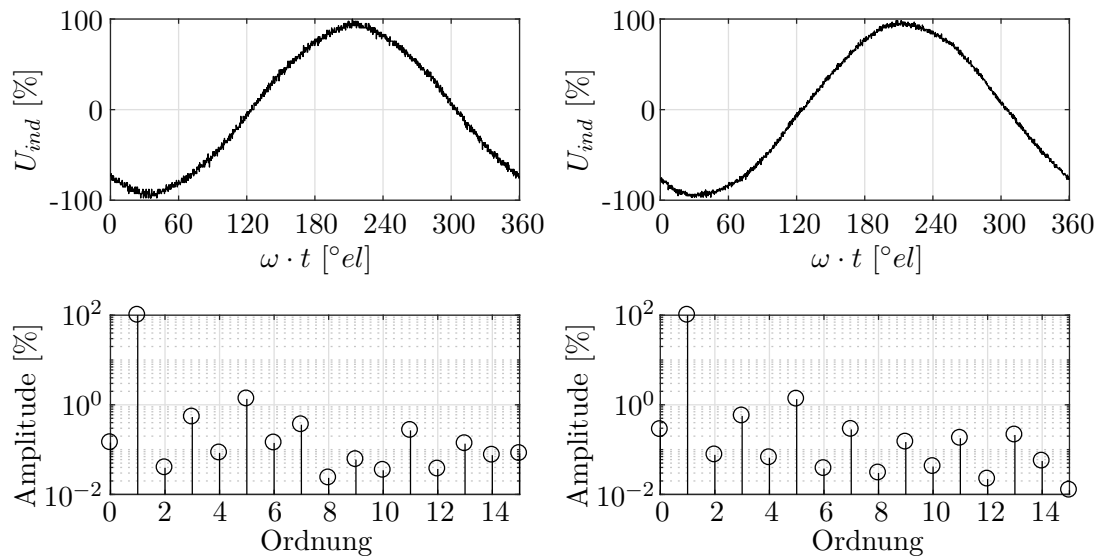 100
0
-100
U_ind [%]
0 60 120 180 240 300 360
ω · t [°el]
100
0
-100
U_ind [%]
0 60 120 180 240 300 360
ω · t [°el]
10^2
10^0
10^-2
Amplitude [%]
0 2 4 6 8 10 12 14
Ordnung
10^2
10^0
10^-2
Amplitude [%]
0 2 4 6 8 10 12 14
Ordnung